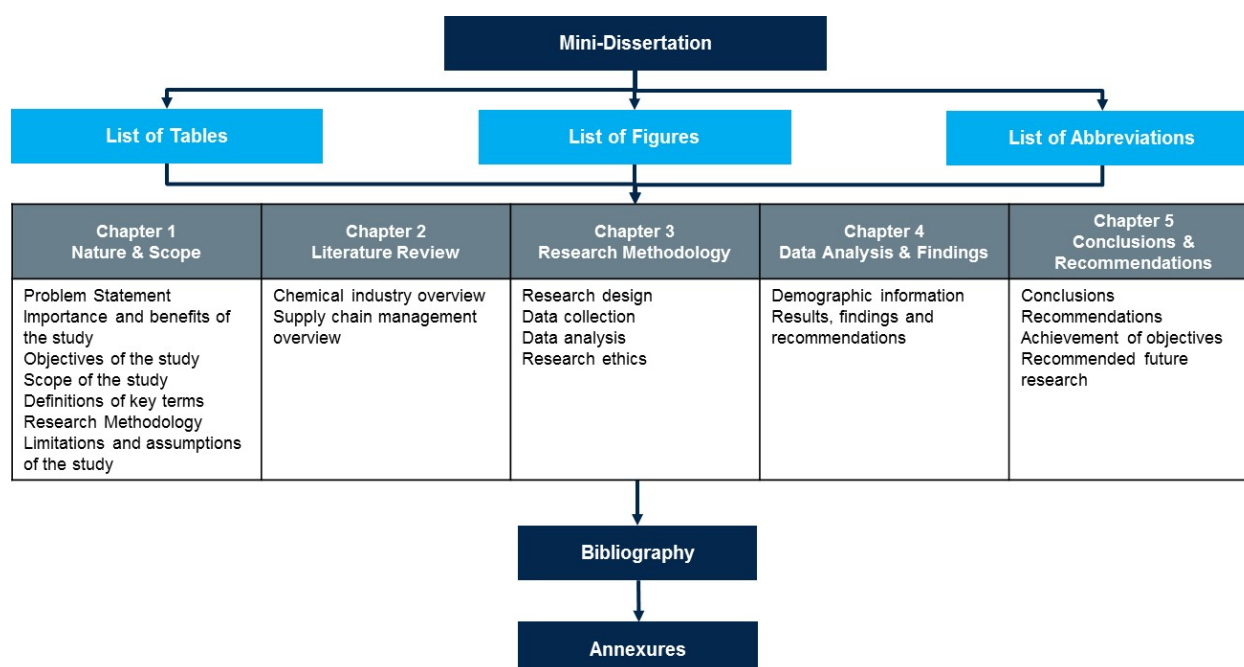 Mini-Dissertation
List of Tables
List of Figures
List of Abbreviations
Chapter 1
Nature & Scope
Chapter 2
Literature Review
Chapter 3
Research Methodology
Chapter 4
Data Analysis & Findings
Chapter 5
Conclusions &
Recommendations
Problem Statement
Importance and benefits of
the study
Objectives of the study
Scope of the study
Definitions of key terms
Research Methodology
Limitations and assumptions
of the study
Chemical industry overview
Supply chain management
overview
Research design
Data collection
Data analysis
Research ethics
Demographic information
Results, findings and
recommendations
Conclusions
Recommendations
Achievement of objectives
Recommended future
research
Bibliography
Annexures